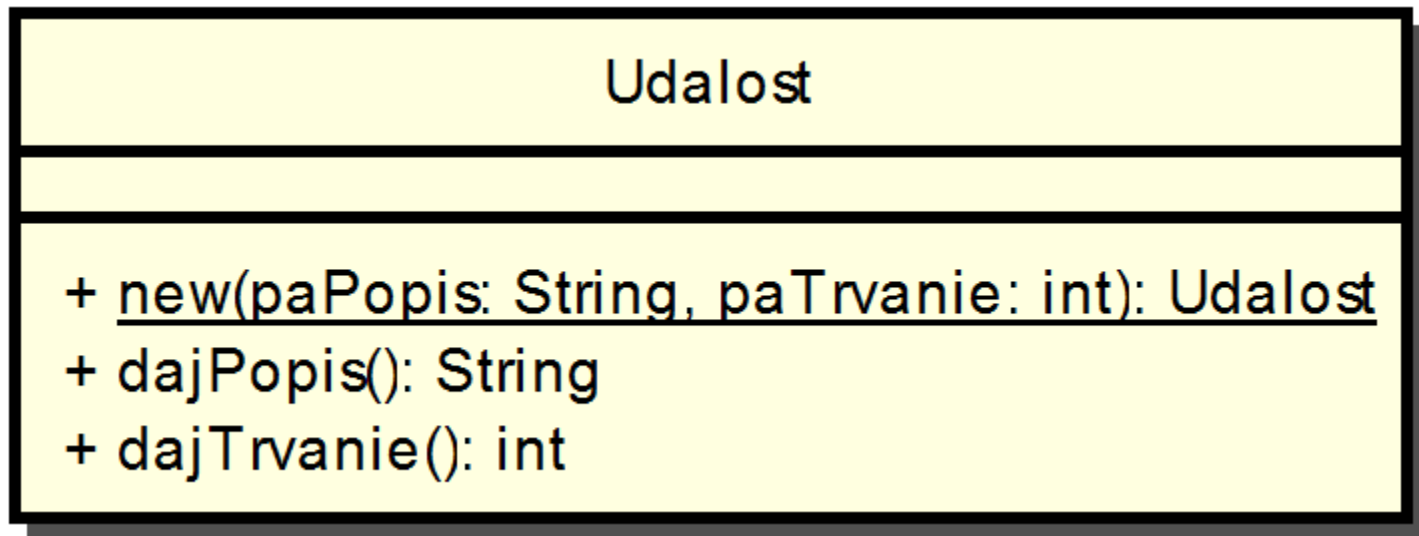 Udalost
+ new(paPopis: String, paTrvanie: int): Udalost
+ dajPopis(): String
+ dajTrvanie(): int